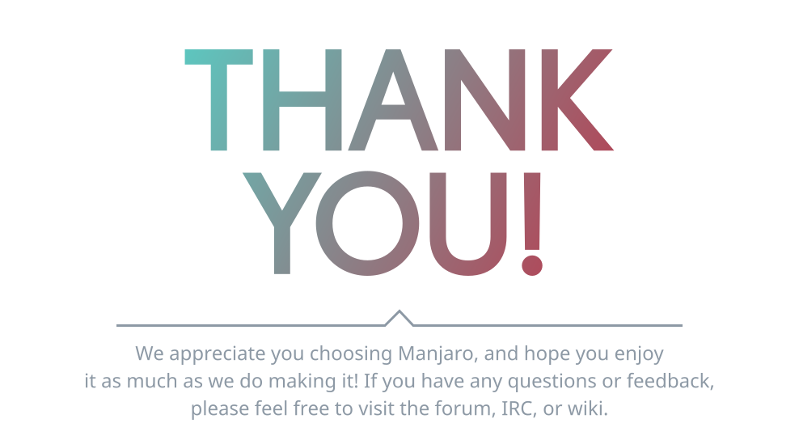 THANK
YOU!
We appreciate you choosing Manjaro, and hope you enjoy
it as much as we do making it! If you have any questions or feedback,
please feel free to visit the forum, IRC, or wiki.